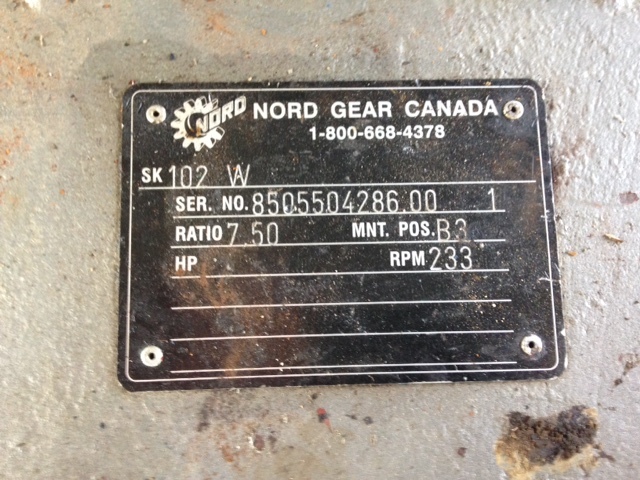 NORD NORD GEAR CANADA
1-800-668-4378
SK 102 W
SER. NO. 8505504286.00 1
RATIO 7.50 MNT. POS. B3
HP RPM 233